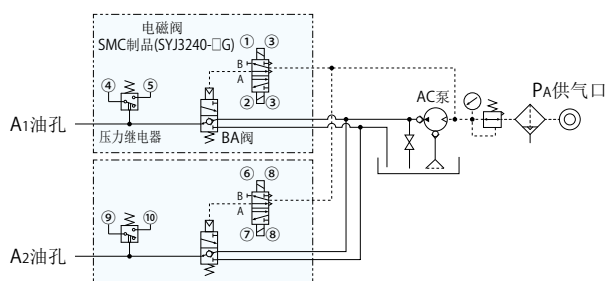 电磁阀
SMC制品(SYJ3240-□G)
① ③
B
A
② ③
④ ⑤
A1油孔
压力继电器
BA阀
AC泵
PA供气口
⑥ ⑧
B
A
⑦ ⑧
⑨ ⑩
A2油孔